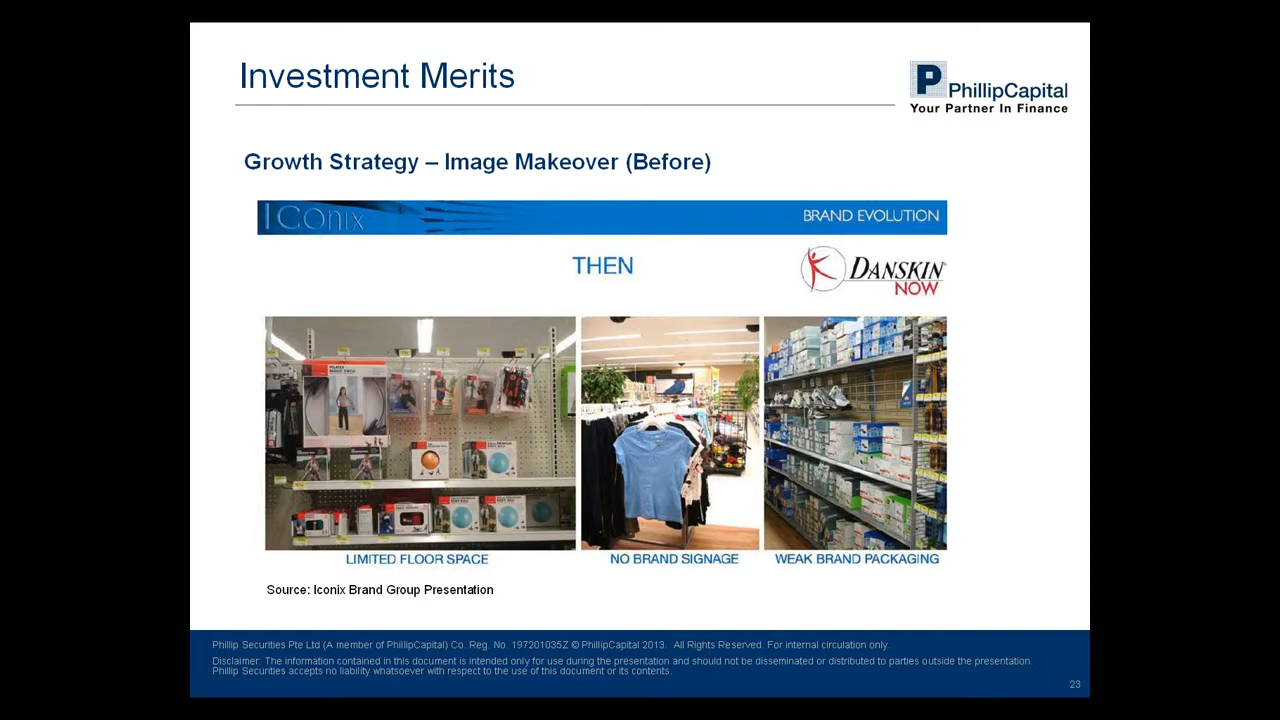 Investment Merits
P PhillipCapital
Your Partner In Finance
Growth Strategy – Image Makeover (Before)
ICONIX
BRAND EVOLUTION
THEN
DANSKIN
NOW
LIMITED FLOOR SPACE
NO BRAND SIGNAGE
WEAK BRAND PACKAGING
Source: Iconix Brand Group Presentation
Phillip Securities Pte Ltd (A member of PhillipCapital) Co. Reg. No. 197201035Z © PhillipCapital 2013. All Rights Reserved. For internal circulation only.
Disclaimer: The information contained in this document is intended only for use during the presentation and should not be disseminated or distributed to parties outside the presentation.
Phillip Securities accepts no liability whatsoever with respect to the use of this document or its contents.
23